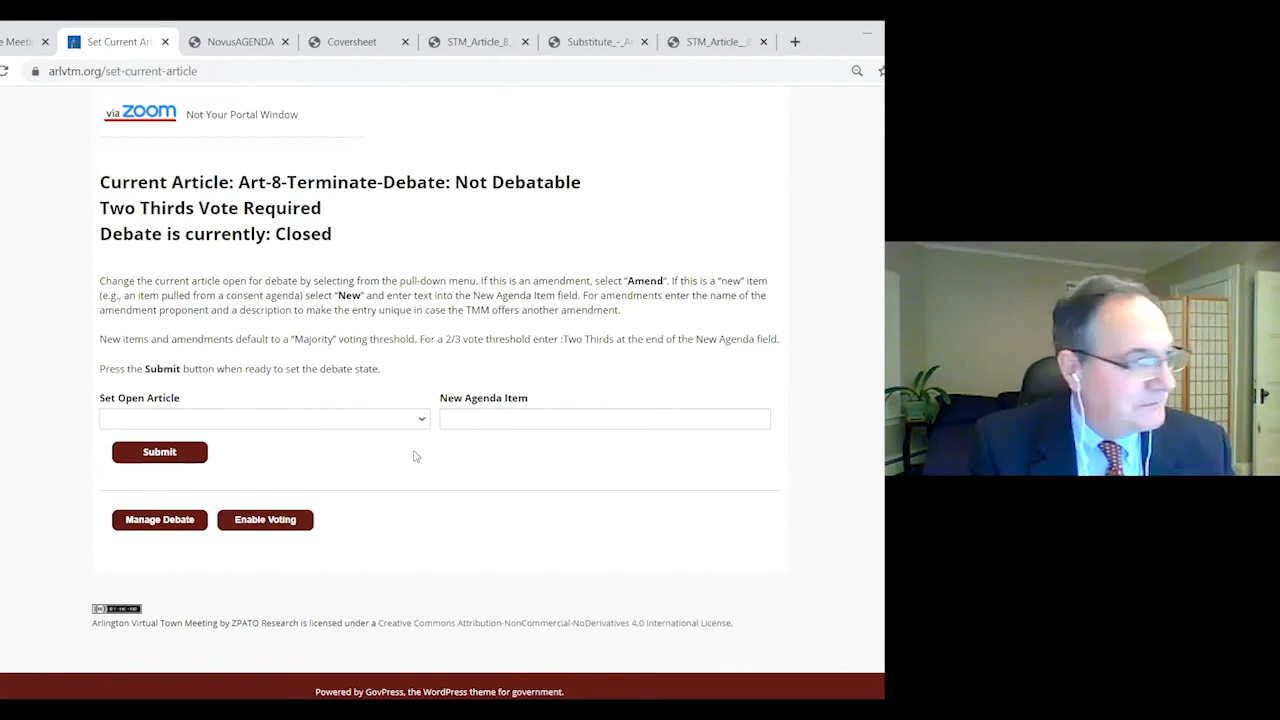 e Meeti
Set Current Art
NovusAGENDA
Coversheet
STM_Article_8_
Substitute_-_A
STM_Article__8
arlvtm.org/set-current-article
via zoom Not Your Portal Window
Current Article: Art-8-Terminate-Debate: Not Debatable
Two Thirds Vote Required
Debate is currently: Closed
Change the current article open for debate by selecting from the pull-down menu. If this is an amendment, select “Amend”. If this is a “new” item
(e.g., an item pulled from a consent agenda) select “New” and enter text into the New Agenda Item field. For amendments enter the name of the
amendment proponent and a description to make the entry unique in case the TMM offers another amendment.
New items and amendments default to a “Majority” voting threshold. For a 2/3 vote threshold enter :Two Thirds at the end of the New Agenda field.
Press the Submit button when ready to set the debate state.
Set Open Article
New Agenda Item
Submit
Manage Debate
Enable Voting
Arlington Virtual Town Meeting by ZPATO Research is licensed under a Creative Commons Attribution-NonCommercial-NoDerivatives 4.0 International License.
Powered by GovPress, the WordPress theme for government.